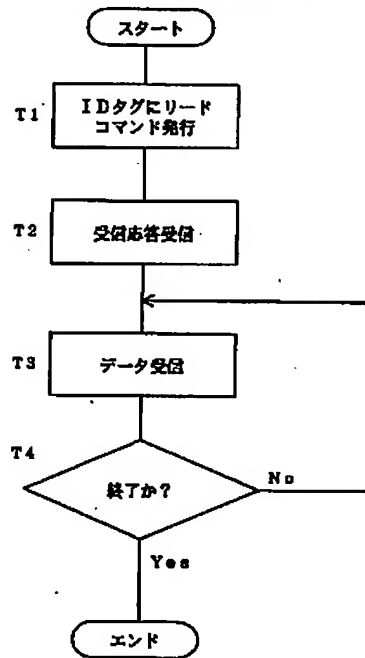 スタート
T1
IDタグにリード
コマンド発行
T2
受信応答受信
T3
データ受信
T4
終了か?
No
Yes
エンド